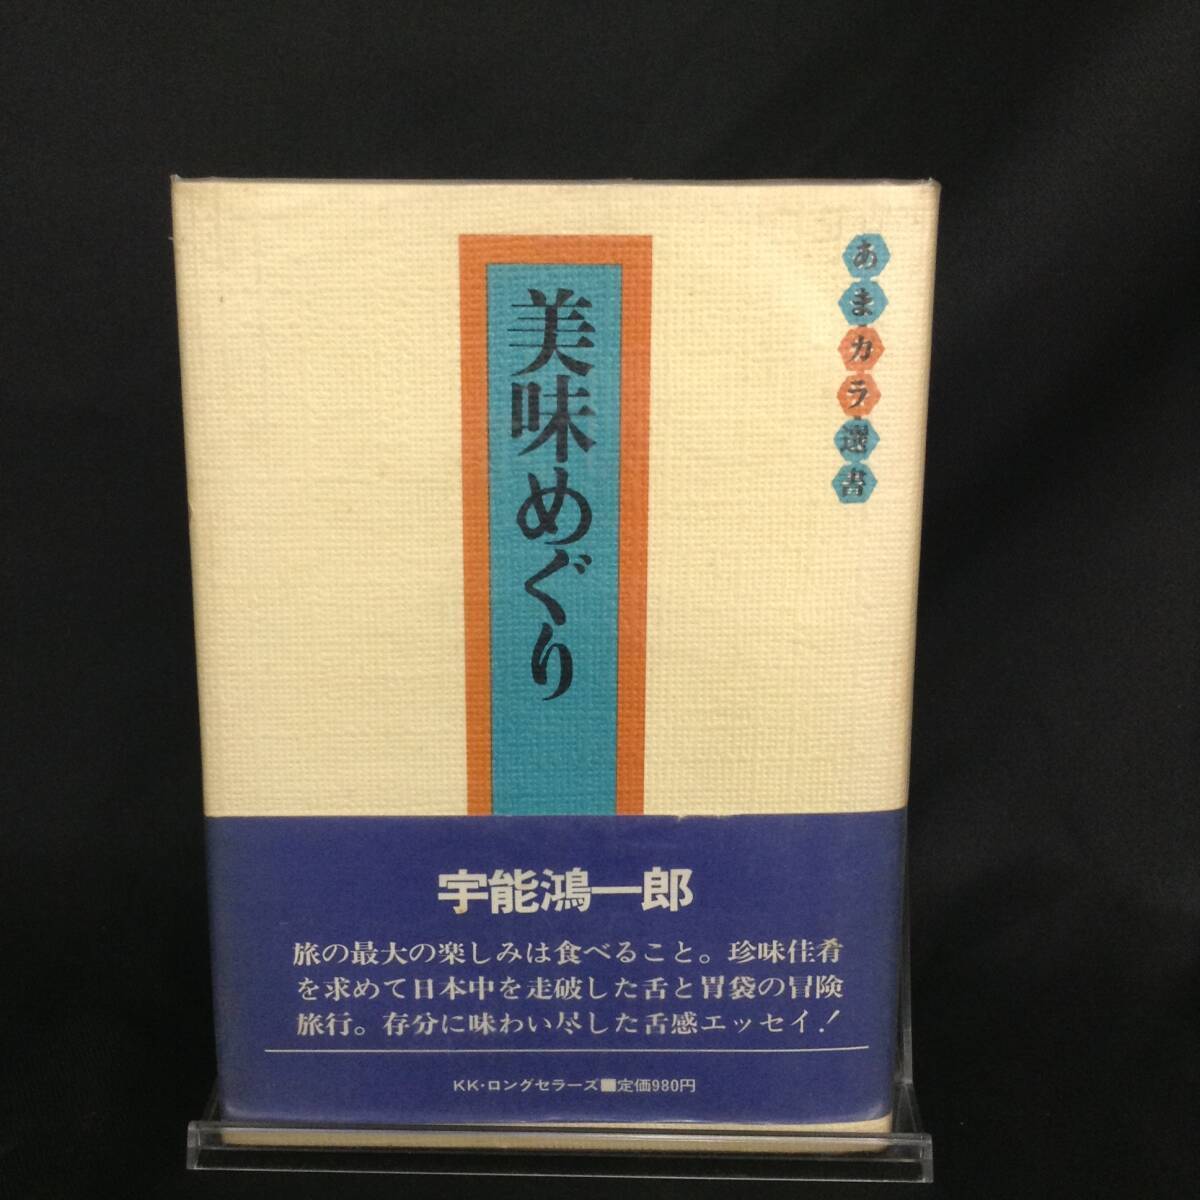 あまカラ選書
美味めぐり
宇能鴻一郎
旅の最大の楽しみは食べること。珍味佳肴
を求めて日本中を走破した舌と胃袋の冒険
旅行。存分に味わい尽した舌感エッセイ！
KK・ロングセラーズ■定価980円